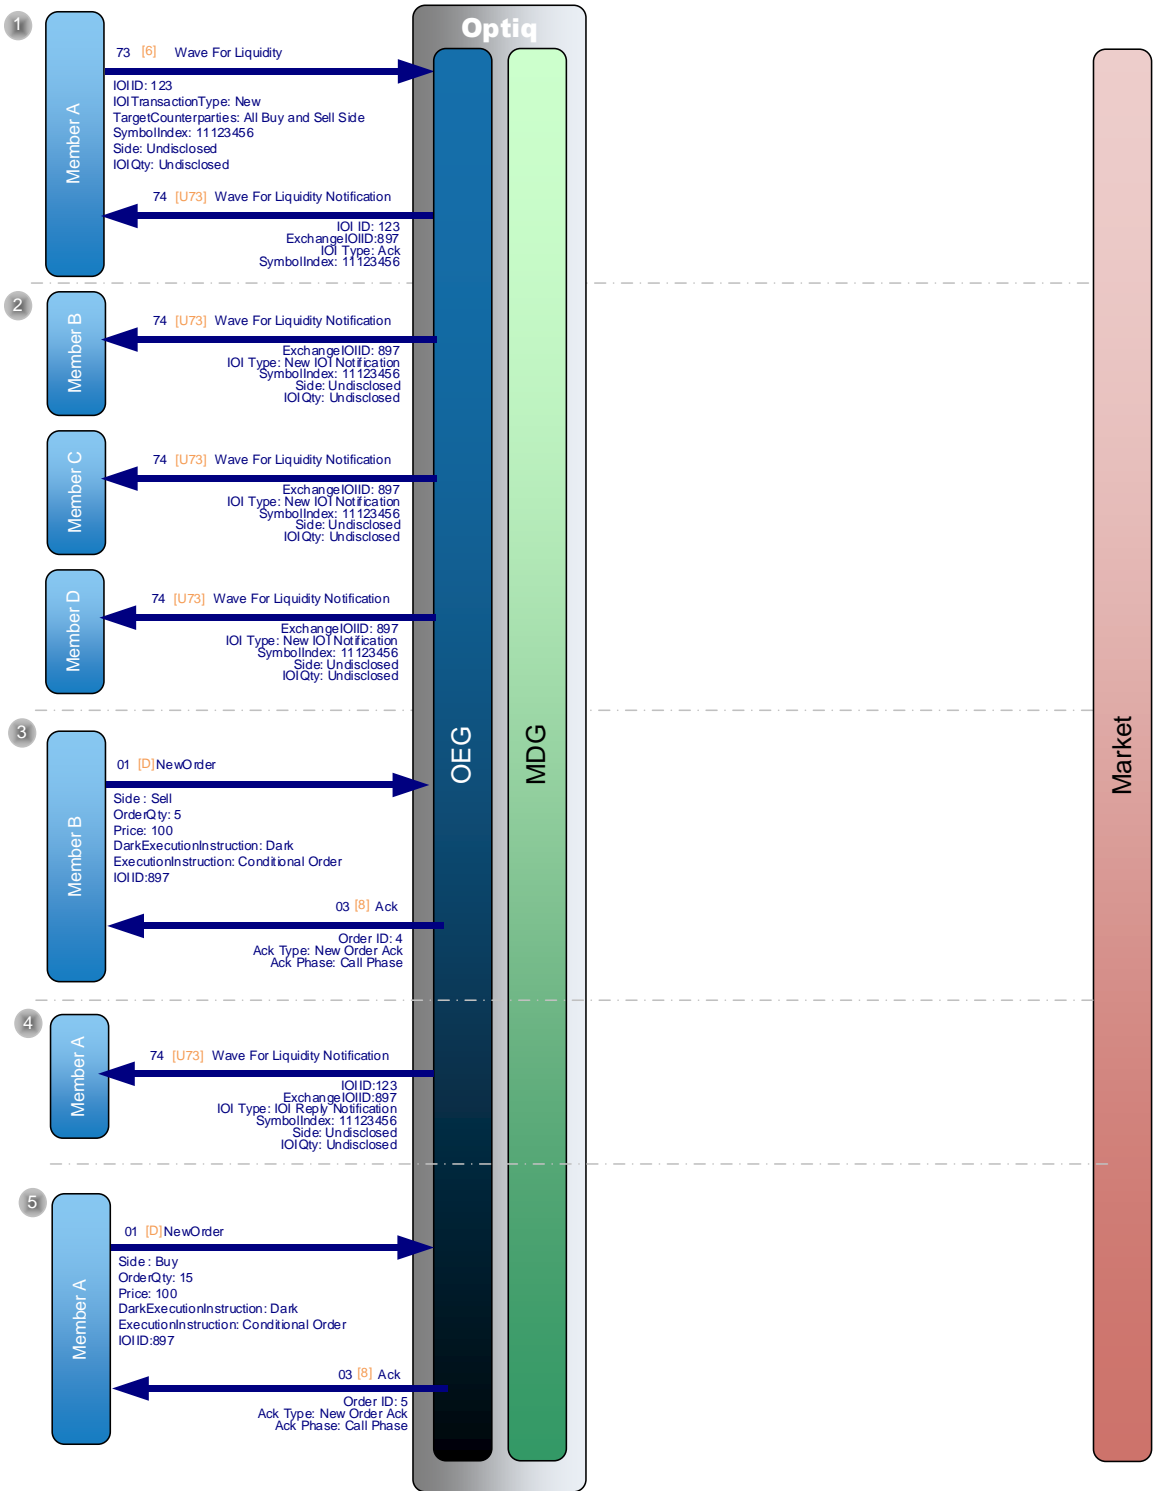 Optiq
1
Member A
73 [6] Wave For Liquidity
IOIID: 123
IOITransactionType: New
TargetCounterparties: All Buy and Sell Side
SymbolIndex: 11123456
Side: Undisclosed
IOIQty: Undisclosed
74 [U73] Wave For Liquidity Notification
IOI ID: 123
ExchangeIOIID:897
IOI Type: Ack
SymbolIndex: 11123456
2
Member B
74 [U73] Wave For Liquidity Notification
ExchangeIOIID: 897
IOI Type: New IOI Notification
SymbolIndex: 11123456
Side: Undisclosed
IOIQty: Undisclosed
Member C
74 [U73] Wave For Liquidity Notification
ExchangeIOIID: 897
IOI Type: New IOI Notification
SymbolIndex: 11123456
Side: Undisclosed
IOIQty: Undisclosed
Member D
74 [U73] Wave For Liquidity Notification
ExchangeIOIID: 897
IOI Type: New IOI Notification
SymbolIndex: 11123456
Side: Undisclosed
IOIQty: Undisclosed
OEG
MDG
Market
3
Member B
01 [D] NewOrder
Side : Sell
OrderQty: 5
Price: 100
DarkExecutionInstruction: Dark
ExecutionInstruction: Conditional Order
IOIID:897
03 [8] Ack
Order ID: 4
Ack Type: New Order Ack
Ack Phase: Call Phase
4
Member A
74 [U73] Wave For Liquidity Notification
IOIID:123
ExchangeIOIID:897
IOI Type: IOI Reply Notification
SymbolIndex: 11123456
Side: Undisclosed
IOIQty: Undisclosed
5
Member A
01 [D] NewOrder
Side : Buy
OrderQty: 15
Price: 100
DarkExecutionInstruction: Dark
ExecutionInstruction: Conditional Order
IOIID:897
03 [8] Ack
Order ID: 5
Ack Type: New Order Ack
Ack Phase: Call Phase